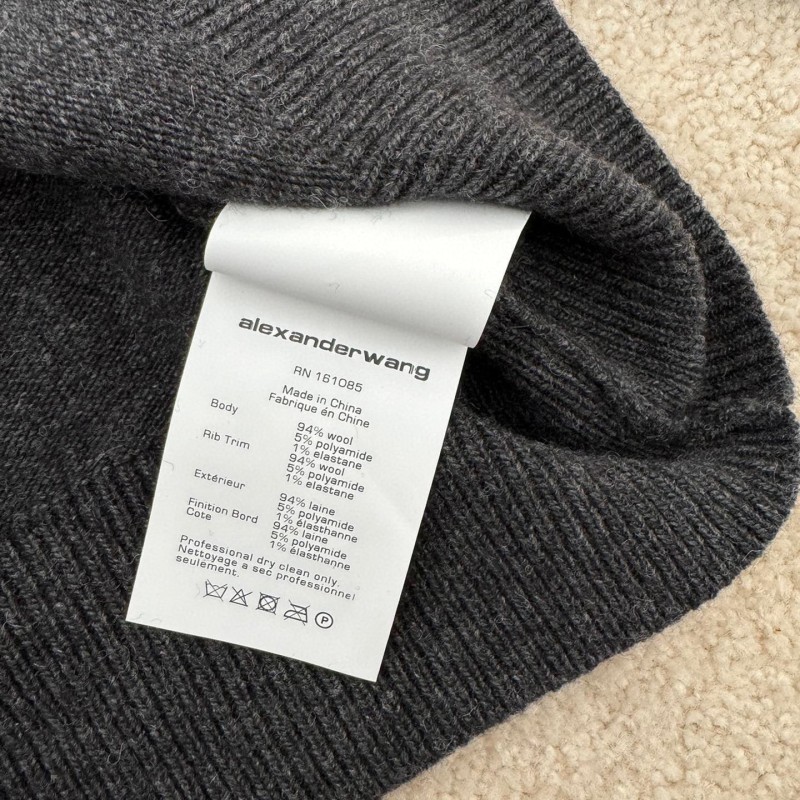 alexanderwang
RN 161085
Made in China
Fabrique én Chine
Body
94% wool
5% polyamide
1% elastane
Rib Trim
94% wool
5% polyamide
1% elastane
Extérieur
94% laine
5% polyamide
1% élasthanne
Finition Bord
Cote
94% laine
5% polyamide
1% élasthanne
Professional dry clean only.
Nettoyage a sec professionnel
seulement.
P